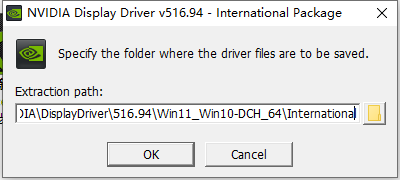 NVIDIA Display Driver v516.94 - International Package
Specify the folder where the driver files are to be saved.
Extraction path:
DIA\DisplayDriver\516.94\Win11_Win10-DCH_64\International
OK
Cancel